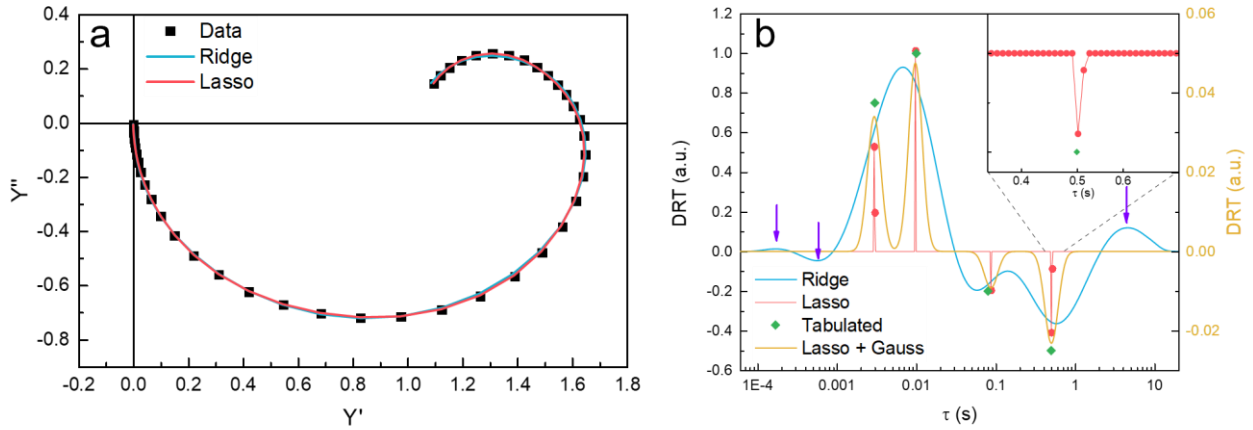 a
Data
Ridge
Lasso
0.4
0.2
0.0
-0.2
-0.4
-0.6
-0.8
-0.2 0.0 0.2 0.4 0.6 0.8 1.0 1.2 1.4 1.6 1.8
Y''
Y'
b
1.2
1.0
0.8
0.6
0.4
0.2
0.0
-0.2
-0.4
-0.6
DRT (a.u.)
Ridge
Lasso
Tabulated
Lasso + Gauss
1E-4 0.001 0.01 0.1 1 10
τ (s)
0.4 0.5 0.6
τ (s)
0.06
0.04
0.02
0.00
-0.02
DRT (a.u.)